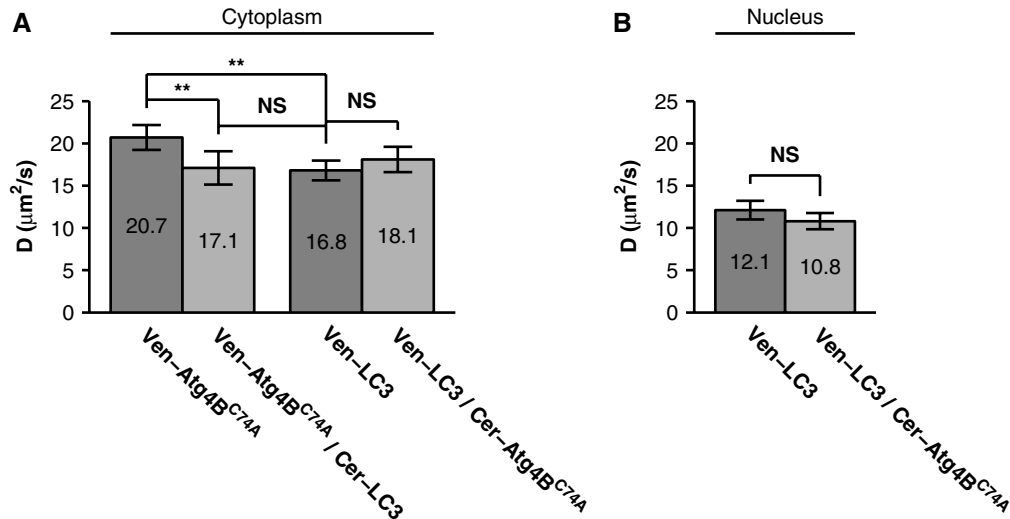 A
Cytoplasm
**
**
NS
NS
D (μm²/s)
25
20
15
10
5
0
20.7
17.1
16.8
18.1
Ven−Atg4B^C74A
Ven−Atg4B^C74A / Cer−LC3
Ven−LC3
Ven−LC3 / Cer−Atg4B^C74A
B
Nucleus
NS
D (μm²/s)
25
20
15
10
5
0
12.1
10.8
Ven−LC3
Ven−LC3 / Cer−Atg4B^C74A